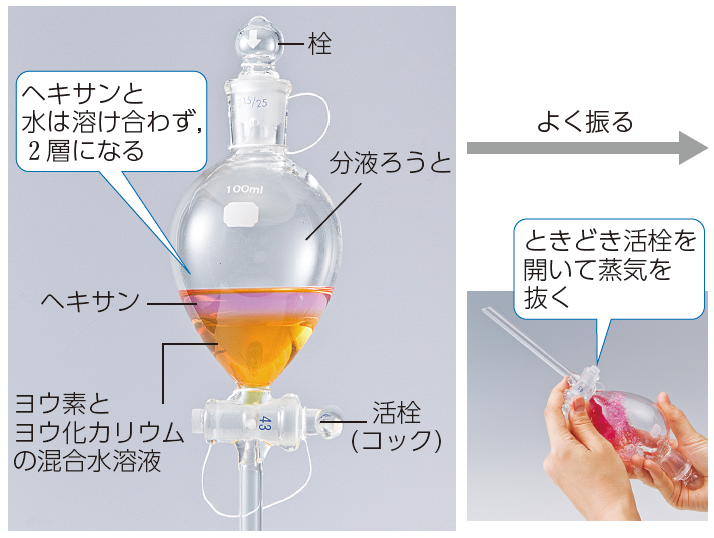 栓
ヘキサンと
水は溶け合わず,
2層になる
15/25
分液ろうと
100ml
ヘキサン
ヨウ素と
ヨウ化カリウム
の混合水溶液
43
活栓
(コック)
よく振る
ときどき活栓を
開いて蒸気を
抜く